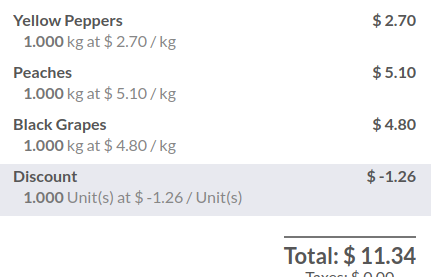 Yellow Peppers $ 2.70
1.000 kg at $ 2.70 / kg
Peaches $ 5.10
1.000 kg at $ 5.10 / kg
Black Grapes $ 4.80
1.000 kg at $ 4.80 / kg
Discount $ -1.26
1.000 Unit(s) at $ -1.26 / Unit(s)
Total: $ 11.34
Taxes: $ 0.00